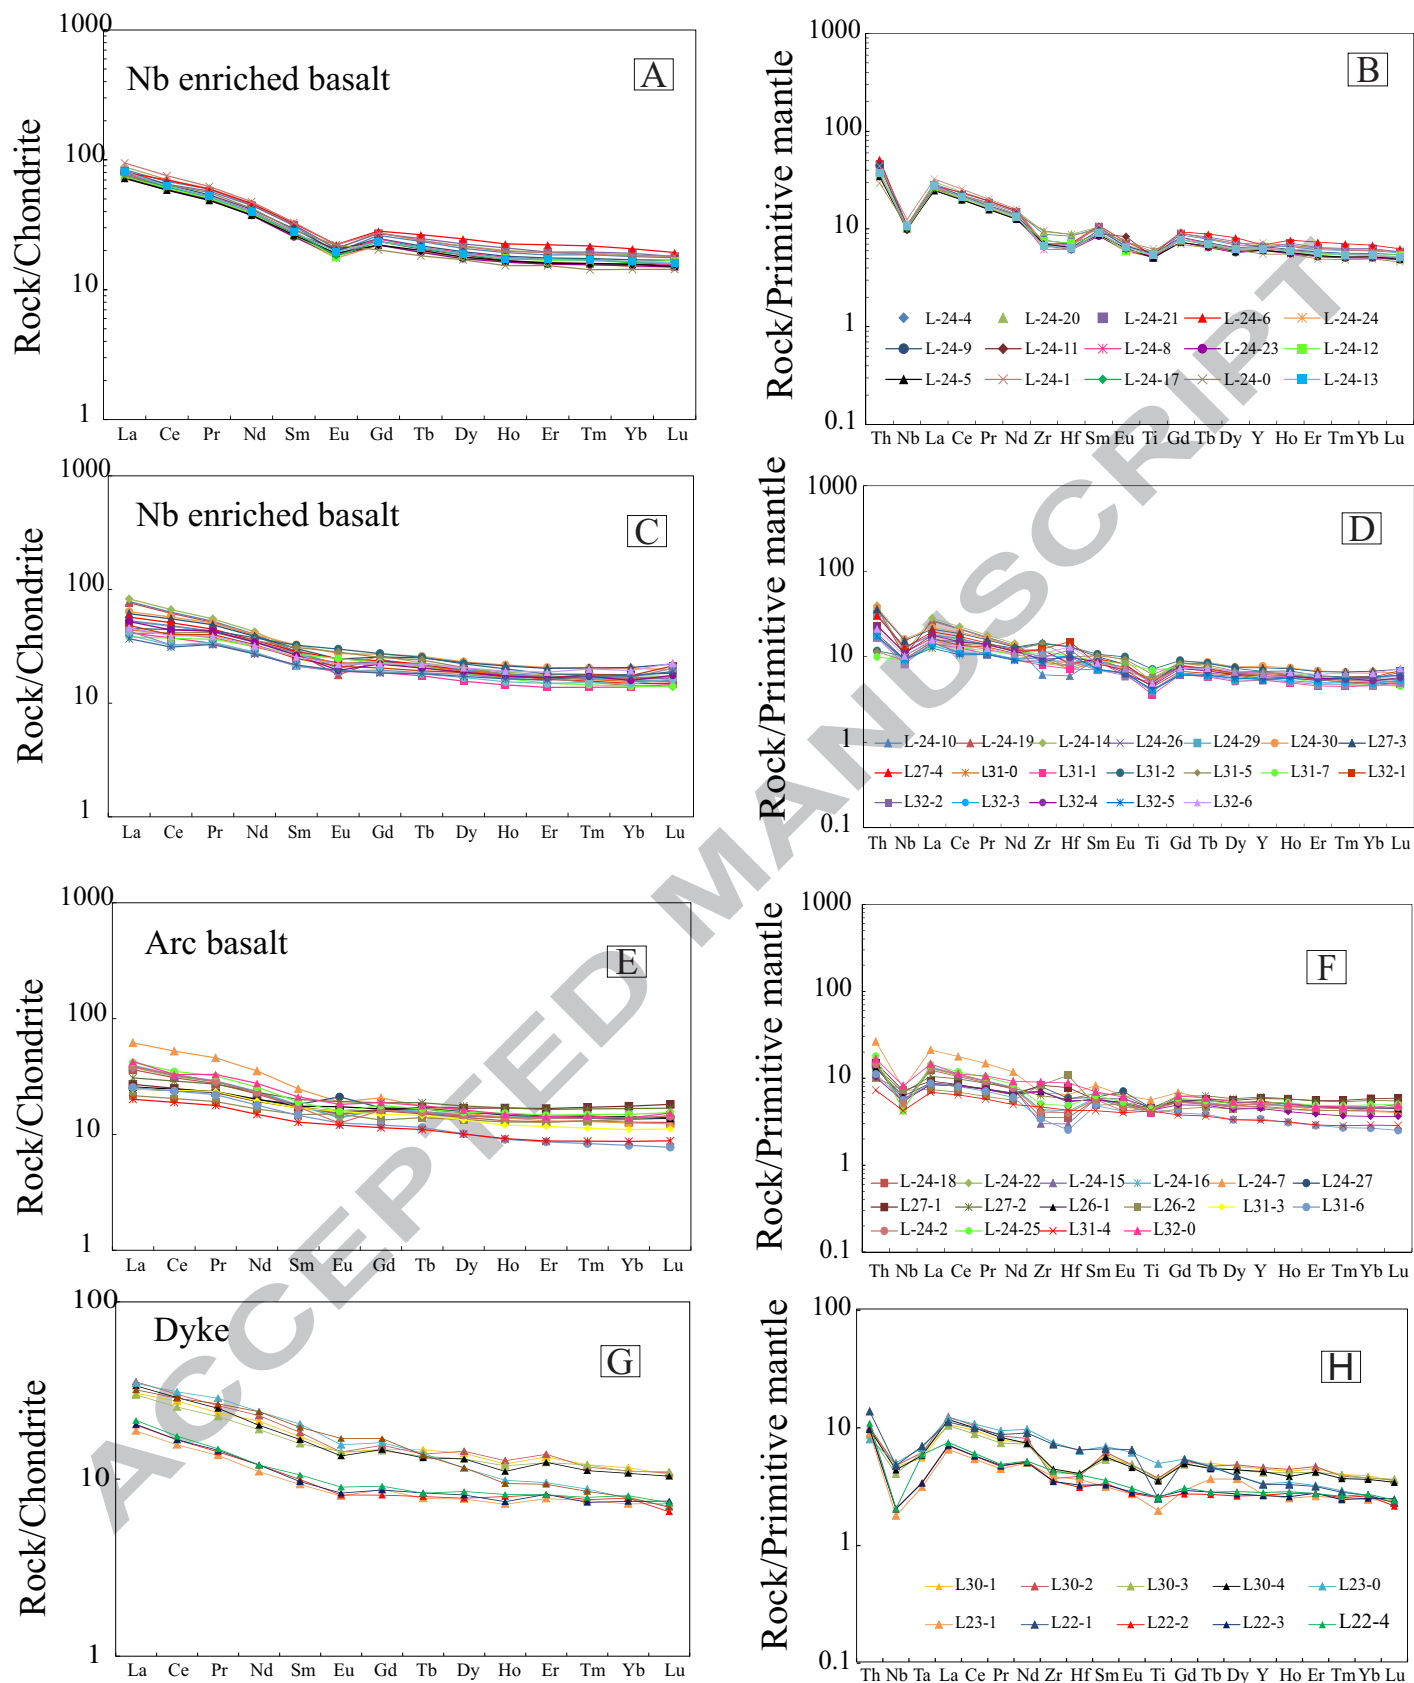 Nb enriched basalt
A
Rock/Chondrite
1000
100
10
1
La Ce Pr Nd Sm Eu Gd Tb Dy Ho Er Tm Yb Lu
B
Rock/Primitive mantle
1000
100
10
1
0.1
L-24-4 L-24-20 L-24-21 L-24-6 L-24-24
L-24-9 L-24-11 L-24-8 L-24-23 L-24-12
L-24-5 L-24-1 L-24-17 L-24-0 L-24-13
Th Nb La Ce Pr Nd Zr Hf Sm Eu Ti Gd Tb Dy Y Ho Er Tm Yb Lu
Nb enriched basalt
C
Rock/Chondrite
1000
100
10
1
La Ce Pr Nd Sm Eu Gd Tb Dy Ho Er Tm Yb Lu
D
Rock/Primitive mantle
1000
100
10
1
0.1
L-24-10 L-24-19 L-24-14 L24-26 L24-29 L24-30 L27-3
L27-4 L31-0 L31-1 L31-2 L31-5 L31-7 L32-1
L32-2 L32-3 L32-4 L32-5 L32-6
Th Nb La Ce Pr Nd Zr Hf Sm Eu Ti Gd Tb Dy Y Ho Er Tm Yb Lu
Arc basalt
E
Rock/Chondrite
1000
100
10
1
La Ce Pr Nd Sm Eu Gd Tb Dy Ho Er Tm Yb Lu
F
Rock/Primitive mantle
1000
100
10
1
0.1
L-24-18 L-24-22 L-24-15 L-24-16 L-24-7 L24-27
L27-1 L27-2 L26-1 L26-2 L31-3 L31-6
L-24-2 L-24-25 L31-4 L32-0
Th Nb La Ce Pr Nd Zr Hf Sm Eu Ti Gd Tb Dy Y Ho Er Tm Yb Lu
Dyke
G
Rock/Chondrite
100
10
1
La Ce Pr Nd Sm Eu Gd Tb Dy Ho Er Tm Yb Lu
H
Rock/Primitive mantle
100
10
1
0.1
L30-1 L30-2 L30-3 L30-4 L23-0
L23-1 L22-1 L22-2 L22-3 L22-4
Th Nb Ta La Ce Pr Nd Zr Hf Sm Eu Ti Gd Tb Dy Y Ho Er Tm Yb Lu
ACCEPTED MANUSCRIPT